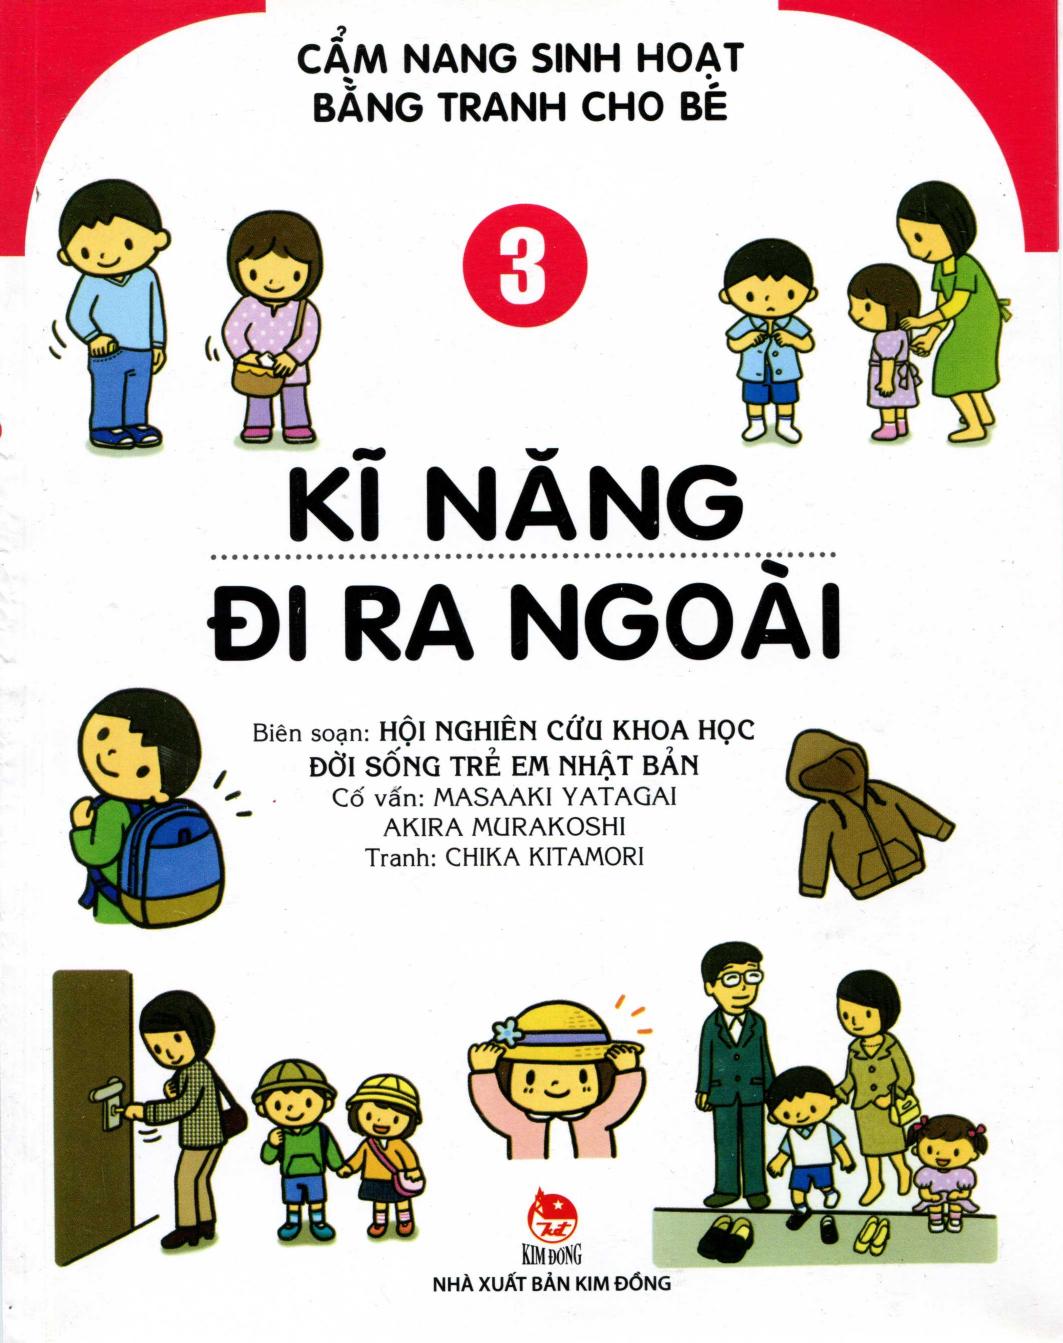 CẨM NANG SINH HOẠT
BẰNG TRANH CHO BÉ
3
KĨ NĂNG
ĐI RA NGOÀI
Biên soạn: HỘI NGHIÊN CỨU KHOA HỌC
ĐỜI SỐNG TRẺ EM NHẬT BẢN
Cố vấn: MASAAKI YATAGAI
AKIRA MURAKOSHI
Tranh: CHIKA KITAMORI
kđ
KIM ĐỒNG
NHÀ XUẤT BẢN KIM ĐỒNG